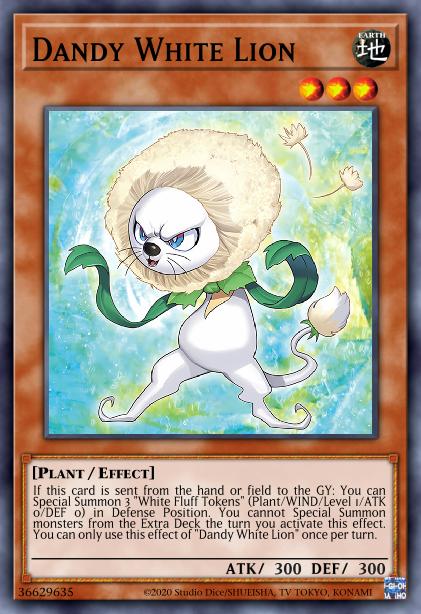 Dandy White Lion
EARTH
地
[Plant / Effect]
If this card is sent from the hand or field to the GY: You can
Special Summon 3 "White Fluff Tokens" (Plant/WIND/Level 1/ATK
0/DEF 0) in Defense Position. You cannot Special Summon
monsters from the Extra Deck the turn you activate this effect.
You can only use this effect of "Dandy White Lion" once per turn.
ATK/ 300 DEF/ 300
36629635
©2020 Studio Dice/SHUEISHA, TV TOKYO, KONAMI